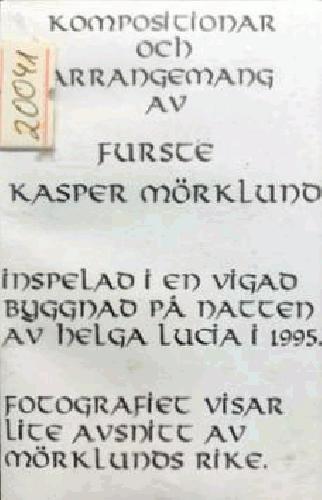 KOMPOSITIONAR
OCH
ARRANGEMANG
AV
FURSTE
KASPER MÖRKLUND
INSPELAD I EN VIGAD
BYGGNAD PÅ NATTEN
AV HELGA LUCIA I 1995.
FOTOGRAFIET VISAR
LITE AVSNITT AV
MÖRKLUNDS RIKE.
20041